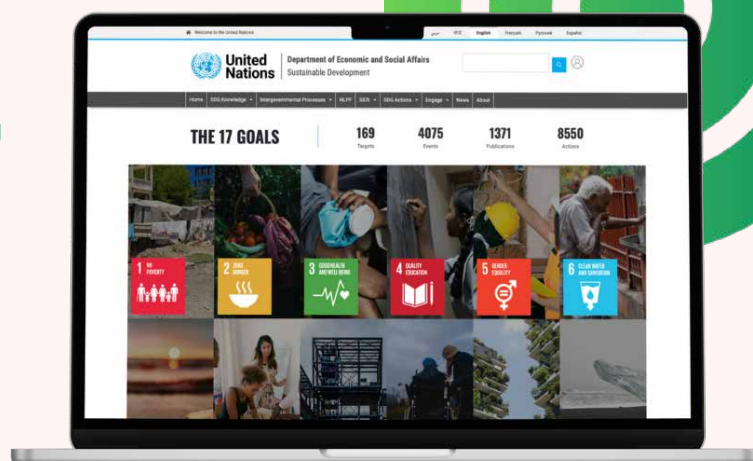 Welcome to the United Nations
عربي 中文 English Français Русский Español
United Nations
Department of Economic and Social Affairs
Sustainable Development
Home SDG Knowledge Intergovernmental Processes HLPF SIDS SDG Actions Engage News About
THE 17 GOALS
169 Targets
4075 Events
1371 Publications
8550 Actions
1 NO POVERTY
2 ZERO HUNGER
3 GOOD HEALTH AND WELL-BEING
4 QUALITY EDUCATION
5 GENDER EQUALITY
6 CLEAN WATER AND SANITATION